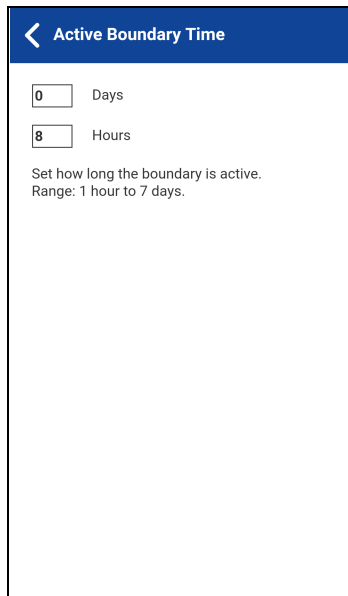 Active Boundary Time
0 Days
8 Hours
Set how long the boundary is active.
Range: 1 hour to 7 days.